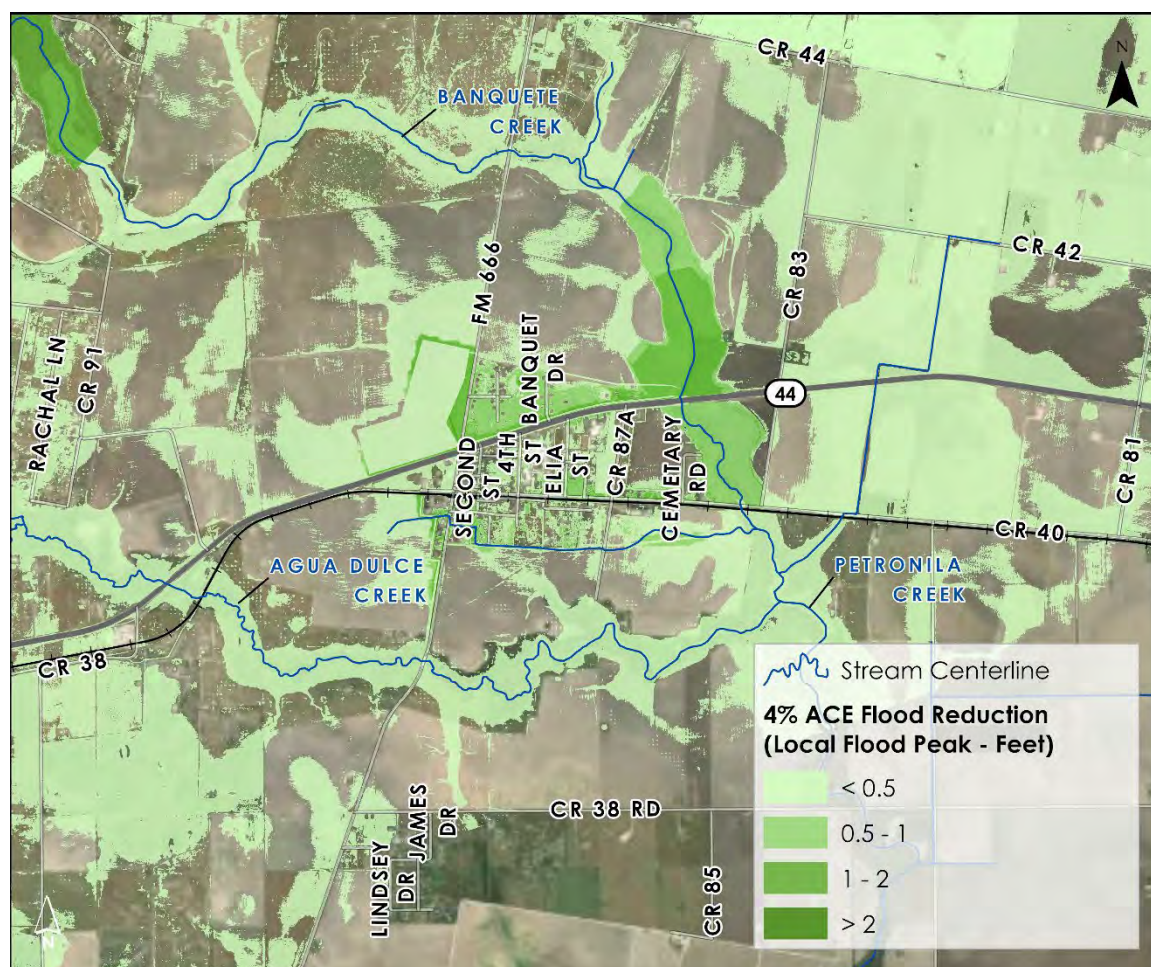 CR 44
N
BANQUETE
CREEK
CR 42
CR 83
FM 666
RACHAL LN
CR 91
BANQUET
DR
44
SECOND
ST
4TH
ST
ELIA
ST
CR 87A
CEMETARY
RD
CR 81
CR 40
AGUA DULCE
CREEK
PETRONILA
CREEK
CR 38
Stream Centerline
4% ACE Flood Reduction
(Local Flood Peak - Feet)
< 0.5
0.5 - 1
1 - 2
> 2
CR 38 RD
JAMES
DR
LINDSEY
DR
CR 85
N